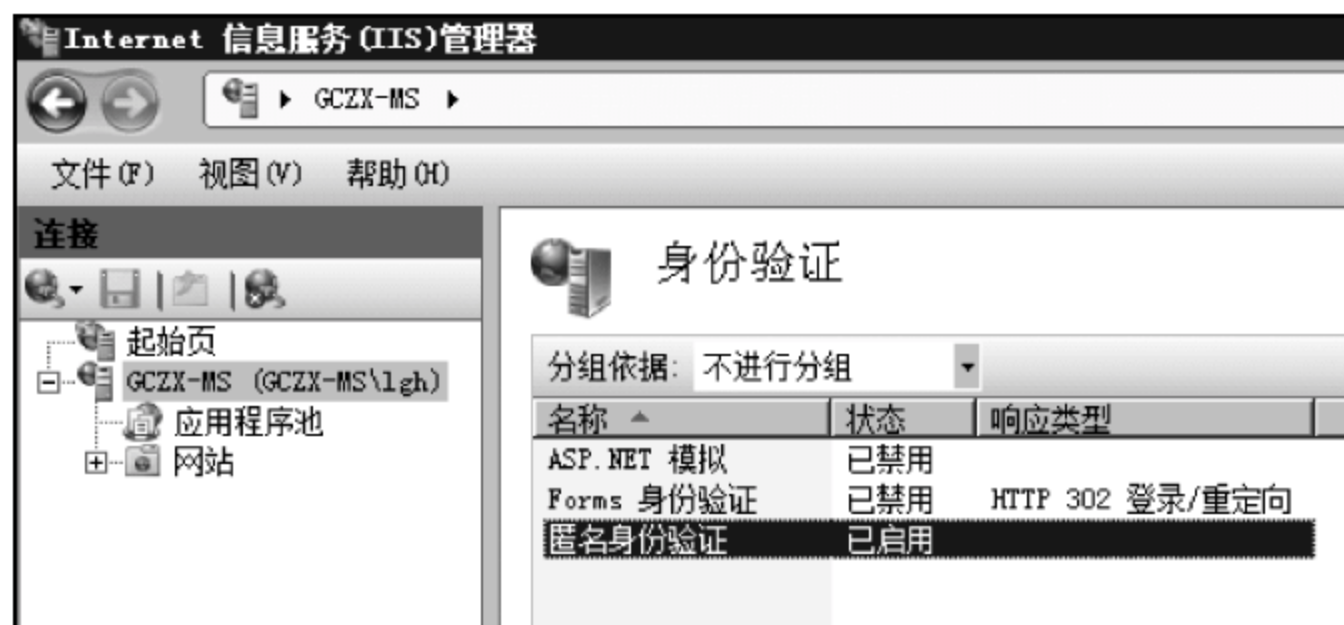 Internet 信息服务(IIS)管理器
GCZX-MS
文件(F) 视图(V) 帮助(H)
连接
身份验证
起始页
GCZX-MS (GCZX-MS\lgh)
应用程序池
网站
分组依据: 不进行分组
名称 状态 响应类型
ASP.NET 模拟 已禁用
Forms 身份验证 已禁用 HTTP 302 登录/重定向
匿名身份验证 已启用